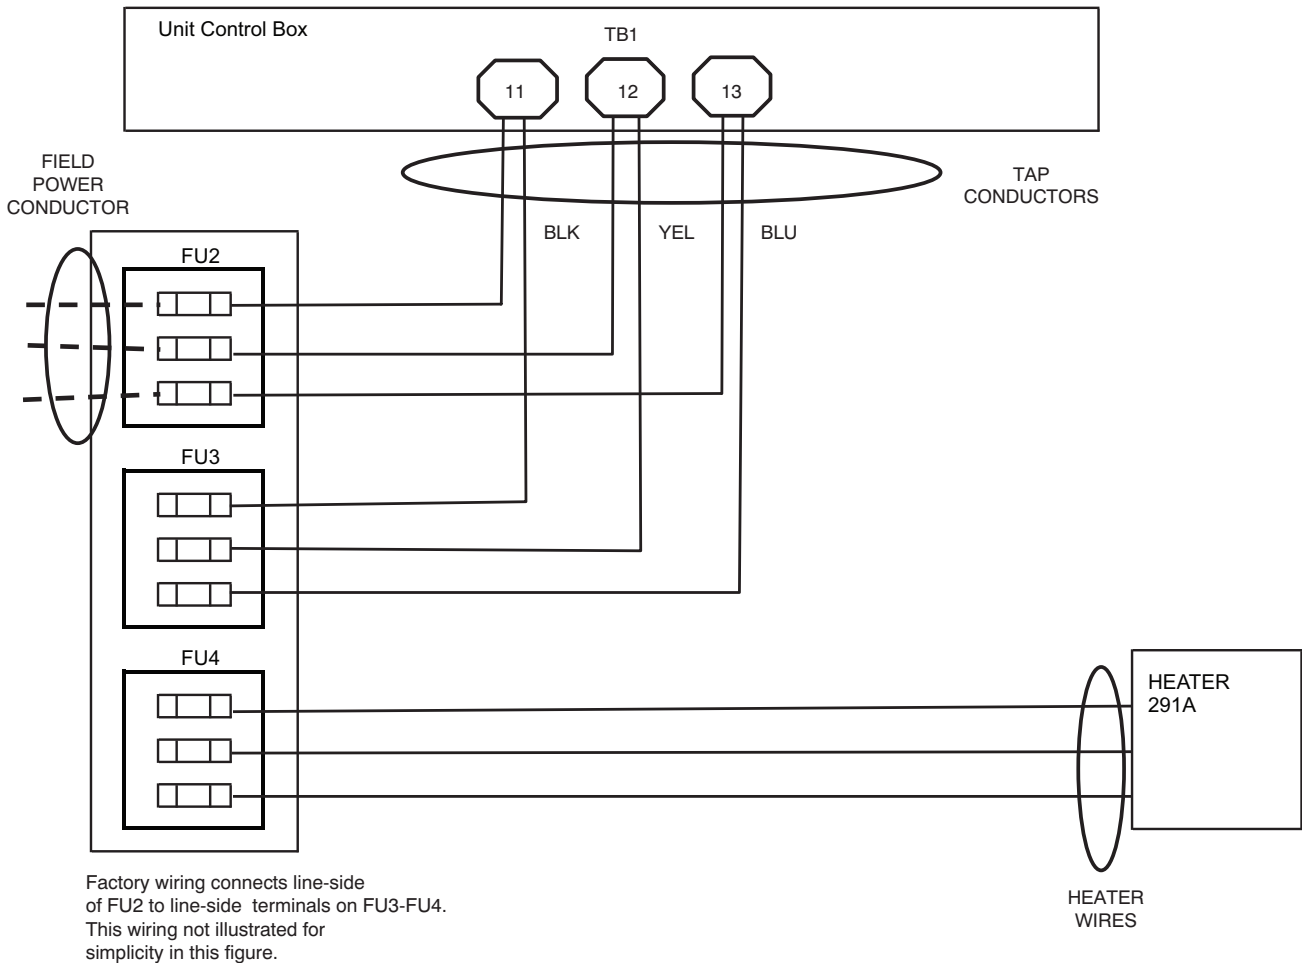 Unit Control Box
TB1
11
12
13
FIELD
POWER
CONDUCTOR
TAP
CONDUCTORS
BLK
YEL
BLU
FU2
FU3
FU4
HEATER
291A
HEATER
WIRES
Factory wiring connects line-side
of FU2 to line-side terminals on FU3-FU4.
This wiring not illustrated for
simplicity in this figure.